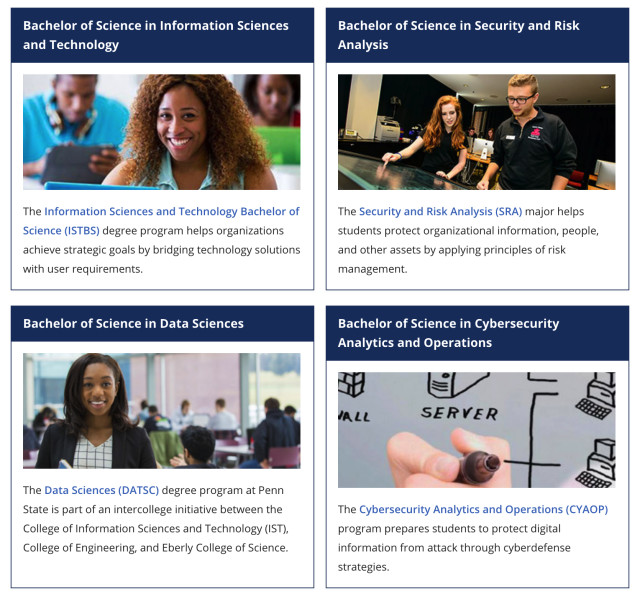 Bachelor of Science in Information Sciences
and Technology
The Information Sciences and Technology Bachelor of
Science (ISTBS) degree program helps organizations
achieve strategic goals by bridging technology solutions
with user requirements.
Bachelor of Science in Security and Risk
Analysis
The Security and Risk Analysis (SRA) major helps
students protect organizational information, people,
and other assets by applying principles of risk
management.
Bachelor of Science in Data Sciences
The Data Sciences (DATSC) degree program at Penn
State is part of an intercollege initiative between the
College of Information Sciences and Technology (IST),
College of Engineering, and Eberly College of Science.
Bachelor of Science in Cybersecurity
Analytics and Operations
WALL
SERVER
The Cybersecurity Analytics and Operations (CYAOP)
program prepares students to protect digital
information from attack through cyberdefense
strategies.